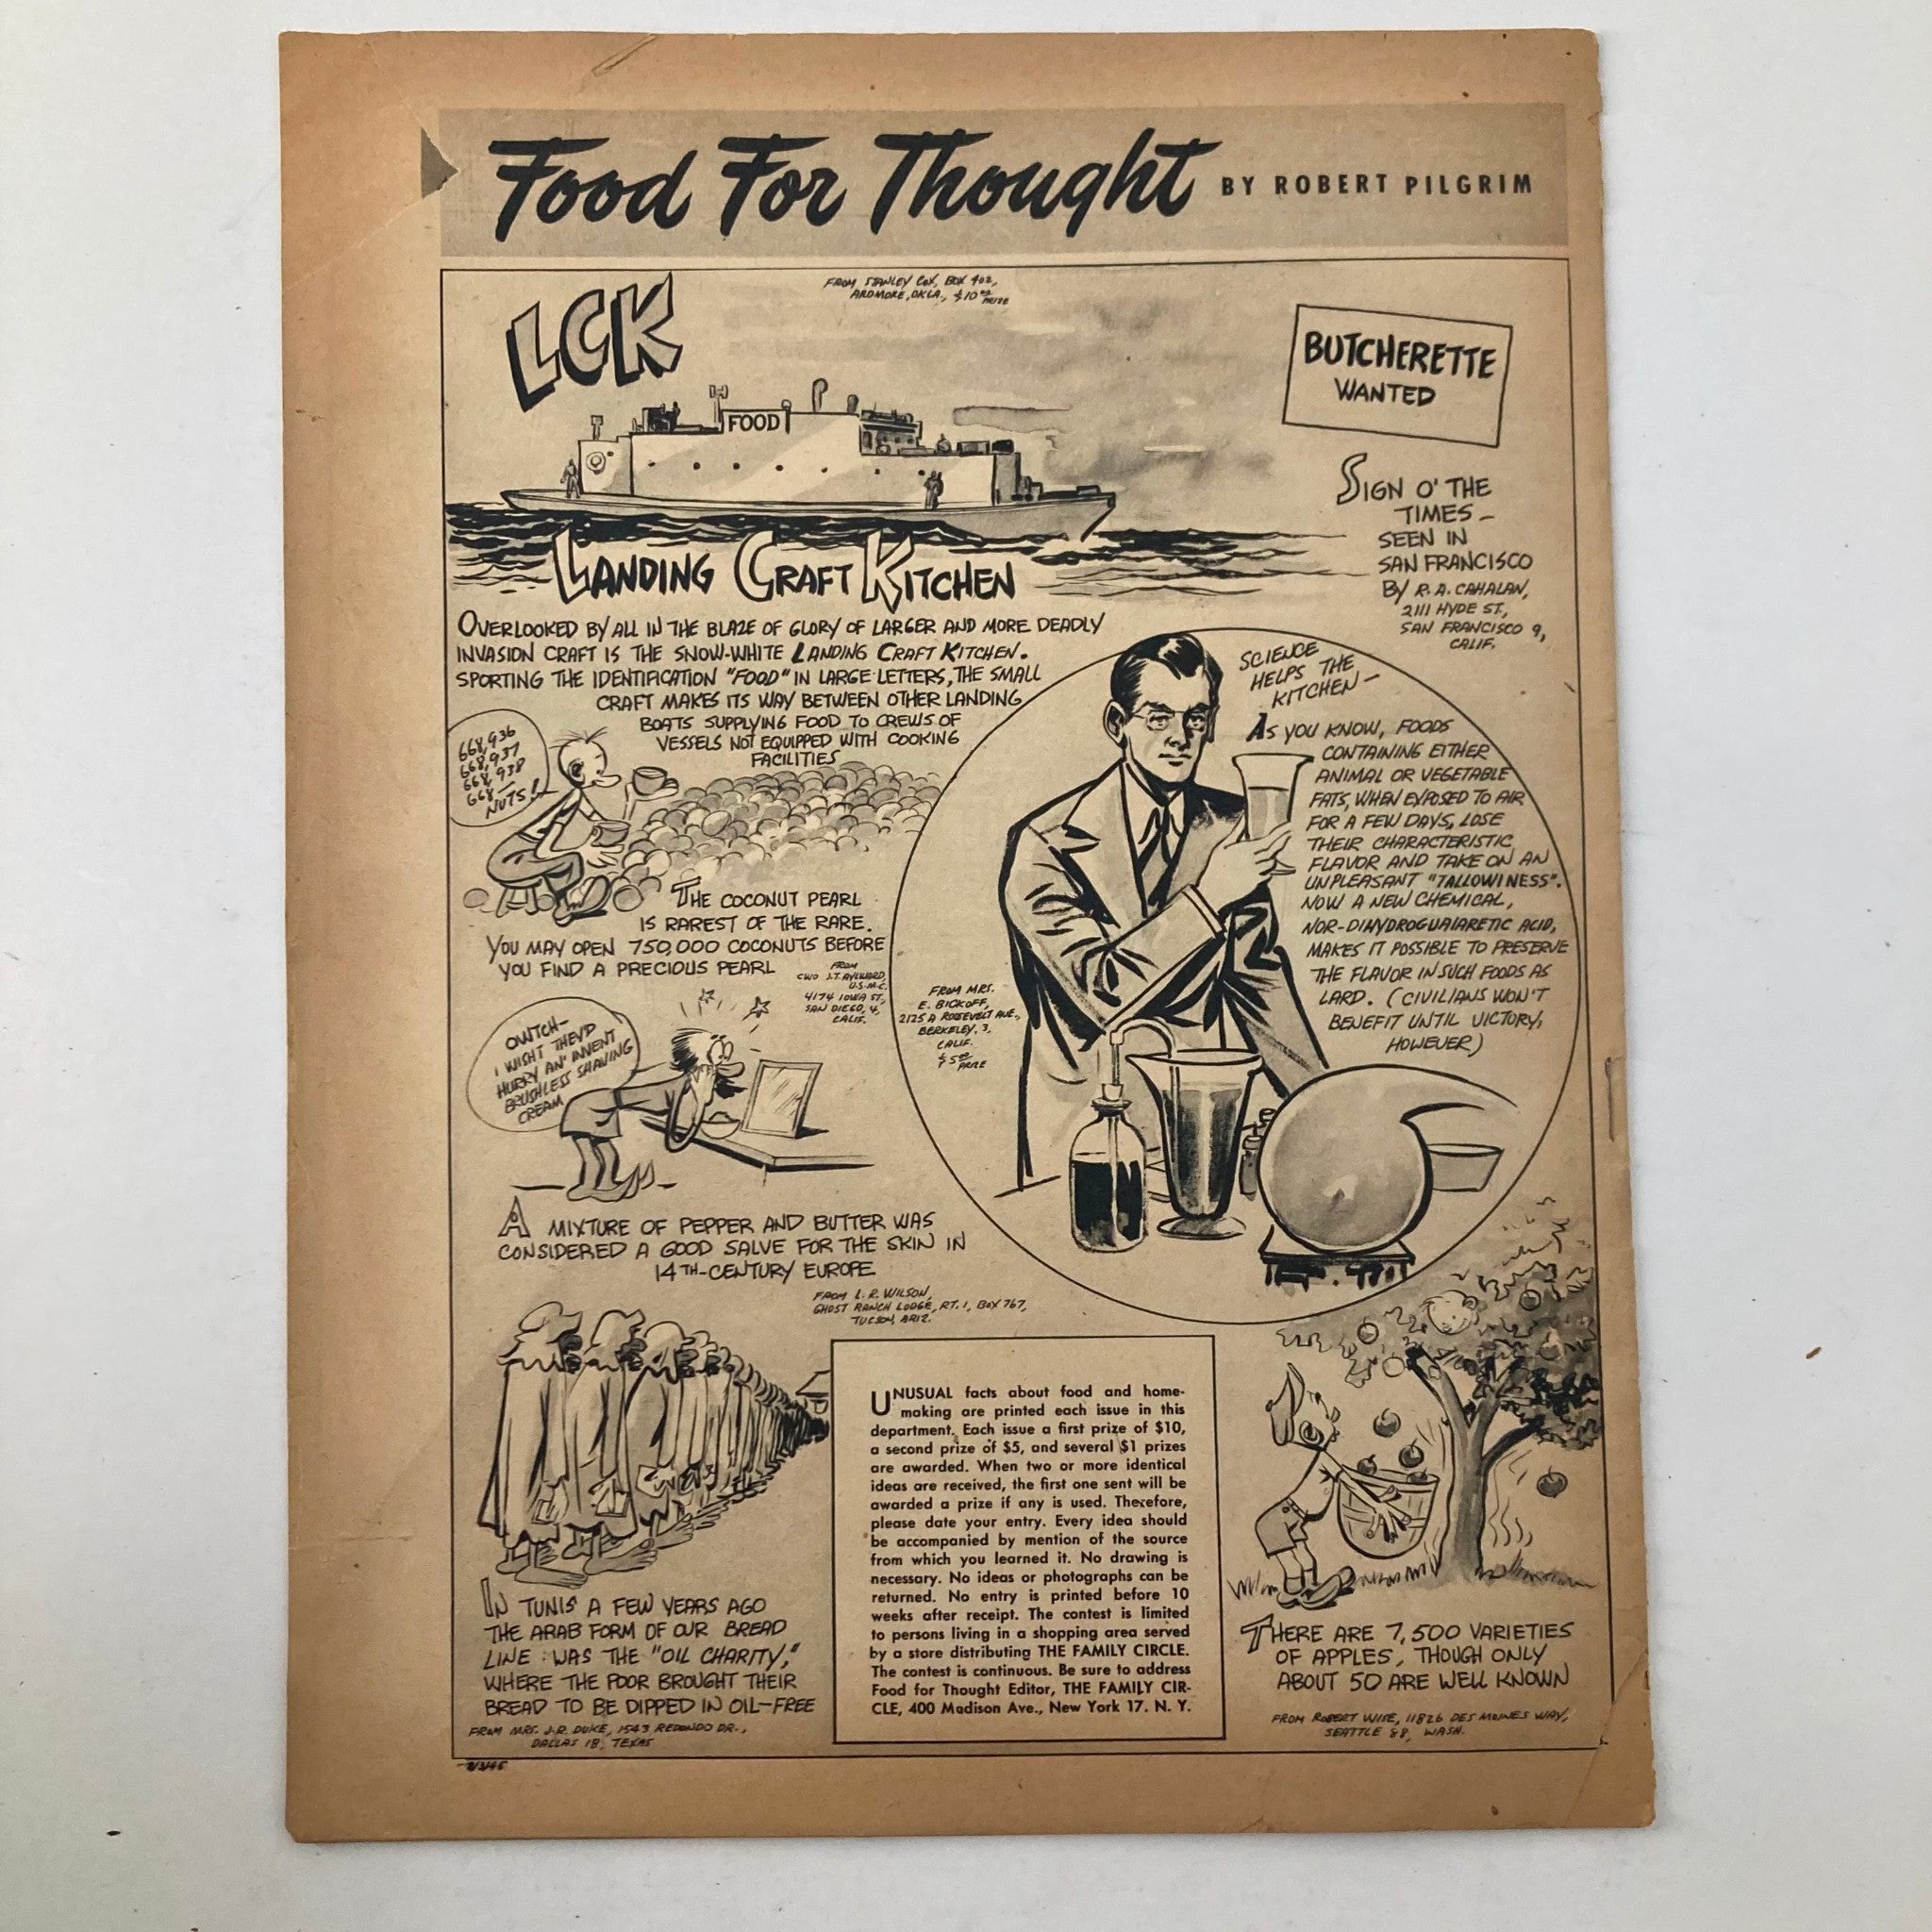 Food For Thought BY ROBERT PILGRIM
LCK
FROM STANLEY COX, BOX 402,
ARDMORE, OKLA., $10.00 PRIZE
FOOD
LANDING CRAFT KITCHEN
OVERLOOKED BY ALL IN THE BLAZE OF GLORY OF LARGER AND MORE DEADLY
INVASION CRAFT IS THE SNOW-WHITE LANDING CRAFT KITCHEN.
SPORTING THE IDENTIFICATION "FOOD" IN LARGE LETTERS, THE SMALL
CRAFT MAKES ITS WAY BETWEEN OTHER LANDING
BOATS SUPPLYING FOOD TO CREWS OF
VESSELS NOT EQUIPPED WITH COOKING
FACILITIES
BUTCHERETTE
WANTED
SIGN O' THE
TIMES—
SEEN IN
SAN FRANCISCO
BY R. A. CAHALAN,
2111 HYDE ST.,
SAN FRANCISCO 9,
CALIF.
668,936
668,937
668,938
668—
NUTS!
THE COCONUT PEARL
IS RAREST OF THE RARE.
YOU MAY OPEN 750,000 COCONUTS BEFORE
YOU FIND A PRECIOUS PEARL
FROM
CWO J.T. AYLWARD,
U.S.M.C.
4174 IOWA ST.,
SAN DIEGO, 4,
CALIF.
SCIENCE
HELPS THE
KITCHEN—
AS YOU KNOW, FOODS
CONTAINING EITHER
ANIMAL OR VEGETABLE
FATS, WHEN EXPOSED TO AIR
FOR A FEW DAYS, LOSE
THEIR CHARACTERISTIC
FLAVOR AND TAKE ON AN
UNPLEASANT "TALLOWINESS".
NOW A NEW CHEMICAL,
NOR-DIHYDROGUAIARETIC ACID,
MAKES IT POSSIBLE TO PRESERVE
THE FLAVOR IN SUCH FOODS AS
LARD. (CIVILIANS WON'T
BENEFIT UNTIL VICTORY,
HOWEVER)
FROM MRS.
E. BICKOFF,
2125 A ROOSEVELT AVE.,
BERKELEY, 3,
CALIF.
$5.00 PRIZE
OWTCH—
I WISHT THEY'D
HURRY AN' INVENT
BRUSHLESS SHAVING
CREAM
A MIXTURE OF PEPPER AND BUTTER WAS
CONSIDERED A GOOD SALVE FOR THE SKIN IN
14TH-CENTURY EUROPE
FROM L. R. WILSON,
GHOST RANCH LODGE, RT. 1, BOX 767,
TUCSON, ARIZ.
IN TUNIS A FEW YEARS AGO
THE ARAB FORM OF OUR BREAD
LINE WAS THE "OIL CHARITY,"
WHERE THE POOR BROUGHT THEIR
BREAD TO BE DIPPED IN OIL—FREE
FROM MRS. J.R. DUKE, 1543 REDONDO DR.,
DALLAS 18, TEXAS
UNUSUAL facts about food and home-
making are printed each issue in this
department. Each issue a first prize of $10,
a second prize of $5, and several $1 prizes
are awarded. When two or more identical
ideas are received, the first one sent will be
awarded a prize if any is used. Therefore,
please date your entry. Every idea should
be accompanied by mention of the source
from which you learned it. No drawing is
necessary. No ideas or photographs can be
returned. No entry is printed before 10
weeks after receipt. The contest is limited
to persons living in a shopping area served
by a store distributing THE FAMILY CIRCLE.
The contest is continuous. Be sure to address
Food for Thought Editor, THE FAMILY CIR-
CLE, 400 Madison Ave., New York 17, N. Y.
THERE ARE 7,500 VARIETIES
OF APPLES, THOUGH ONLY
ABOUT 50 ARE WELL KNOWN
FROM ROBERT WISE, 11826 DES MOINES WAY,
SEATTLE 88, WASH.